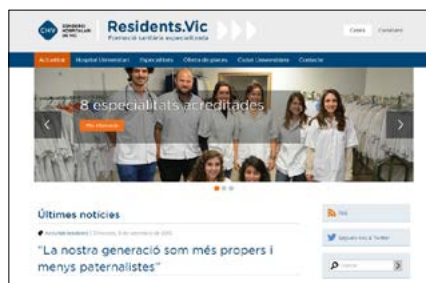 CHV
CONSORCI
HOSPITALARI
DE VIC
Residents.Vic
Formació sanitària especialitzada
Català
Castellano
Actualitat
Hospital Universitari
Especialitats
Oferta de places
Ciutat Universitària
Contacte
8 especialitats acreditades
Més informació
Últimes notícies
"La nostra generació som més propers i
menys paternalistes"
RSS
Segueix-nos a Twitter